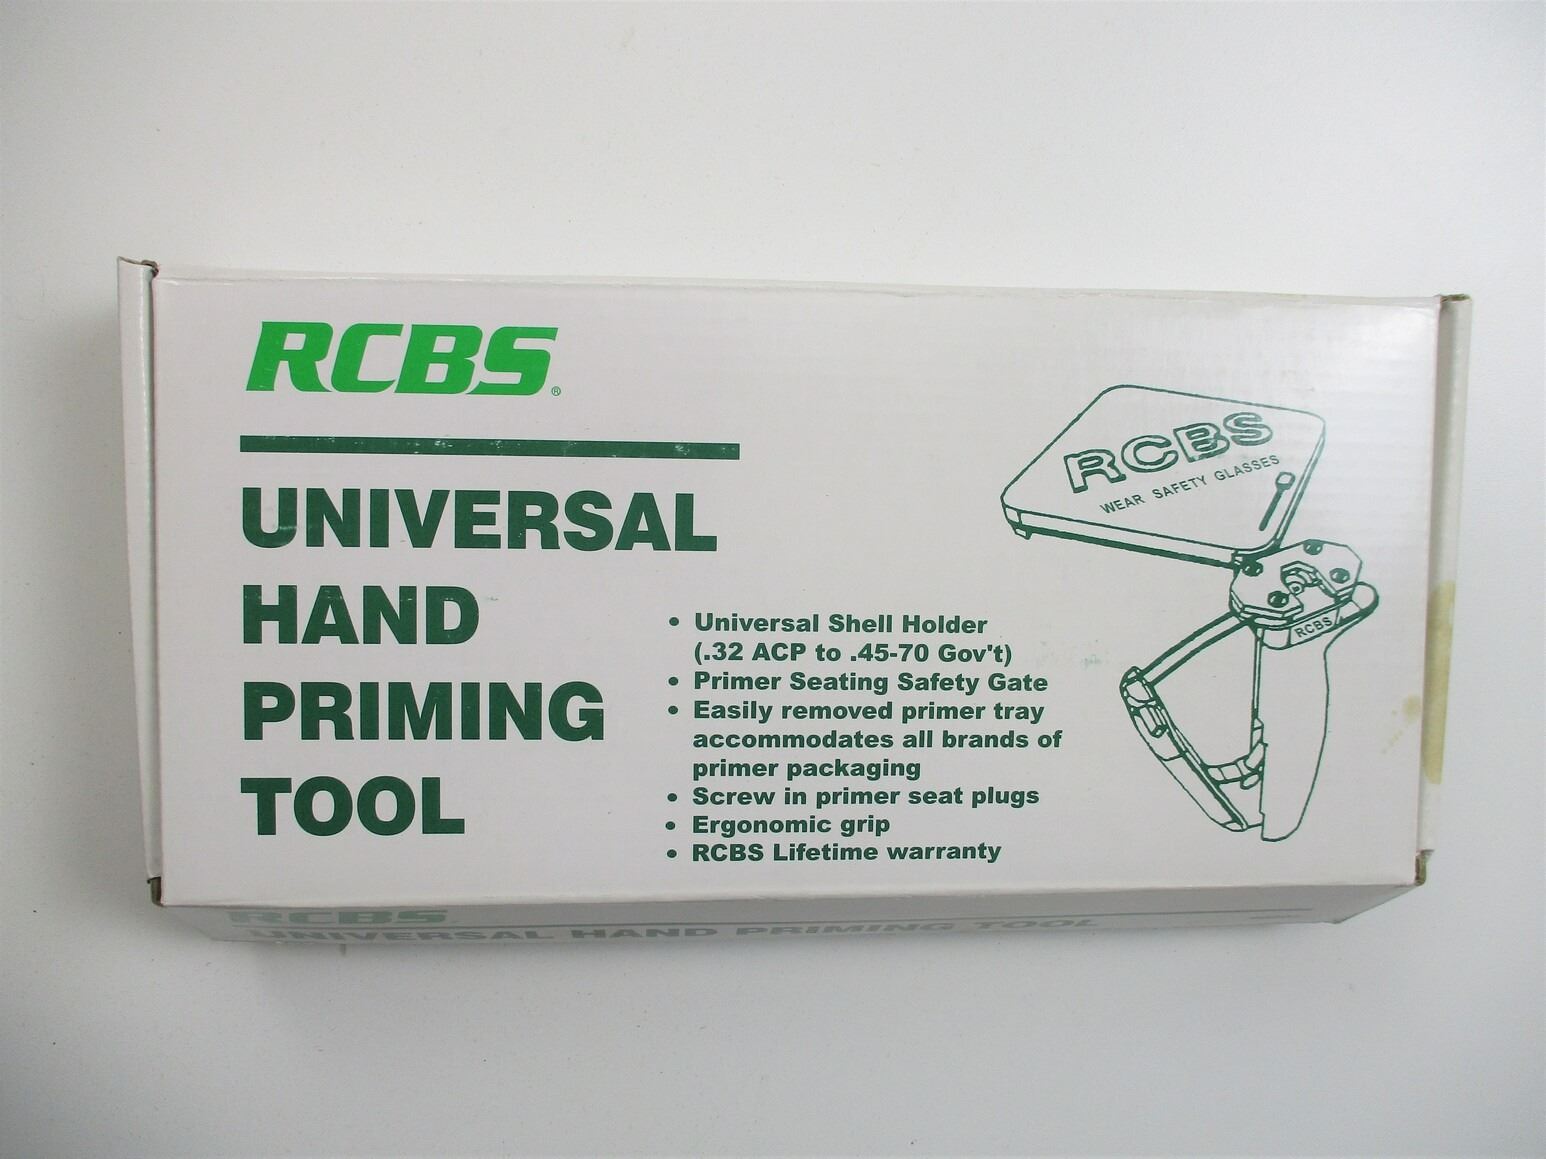 RCBS®
UNIVERSAL
HAND
PRIMING
TOOL
• Universal Shell Holder
(.32 ACP to .45-70 Gov't)
• Primer Seating Safety Gate
• Easily removed primer tray
accommodates all brands of
primer packaging
• Screw in primer seat plugs
• Ergonomic grip
• RCBS Lifetime warranty
RCBS
WEAR SAFETY GLASSES
RCBS
RCBS
UNIVERSAL HAND PRIMING TOOL